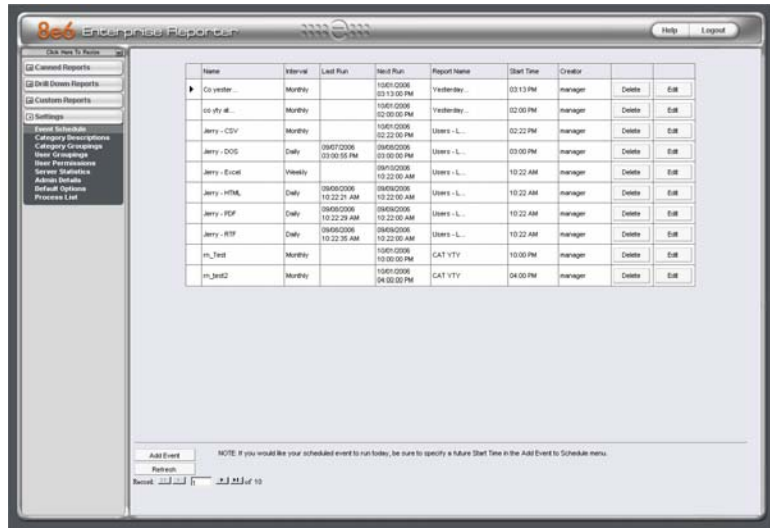 8e6 Enterprise Reporter
Help Logout
Click Here To Resize
Canned Reports
Drill Down Reports
Custom Reports
Settings
Event Schedule
Category Descriptions
Category Groupings
User Groupings
User Permissions
Server Statistics
Admin Details
Default Options
Process List
Name Interval Last Run Next Run Report Name Start Time Creator
Co yester... Monthly 10/01/2006 03:13:00 PM Yesterday... 03:13 PM manager Delete Edit
co yty at... Monthly 10/01/2006 02:00:00 PM Yesterday... 02:00 PM manager Delete Edit
Jerry - CSV Monthly 10/01/2006 02:22:00 PM Users - L... 02:22 PM manager Delete Edit
Jerry - DOS Daily 09/07/2006 03:00:55 PM 09/08/2006 03:00:00 PM Users - L... 03:00 PM manager Delete Edit
Jerry - Excel Weekly 09/10/2006 10:22:00 AM Users - L... 10:22 AM manager Delete Edit
Jerry - HTML Daily 09/08/2006 10:22:21 AM 09/09/2006 10:22:00 AM Users - L... 10:22 AM manager Delete Edit
Jerry - PDF Daily 09/08/2006 10:22:29 AM 09/09/2006 10:22:00 AM Users - L... 10:22 AM manager Delete Edit
Jerry - RTF Daily 09/08/2006 10:22:35 AM 09/09/2006 10:22:00 AM Users - L... 10:22 AM manager Delete Edit
rn_Test Monthly 10/01/2006 10:00:00 PM CAT YTY 10:00 PM manager Delete Edit
rn_test2 Monthly 10/01/2006 04:00:00 PM CAT YTY 04:00 PM manager Delete Edit
Add Event NOTE: If you would like your scheduled event to run today, be sure to specify a future Start Time in the Add Event to Schedule menu.
Refresh
Record: 1 of 10